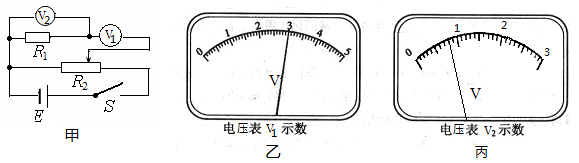 V₂
V₁
R₁
R₂
E
S
甲
0 1 2 3 4 5
V
电压表 V₁ 示数
乙
0 1 2 3
V
电压表 V₂ 示数
丙